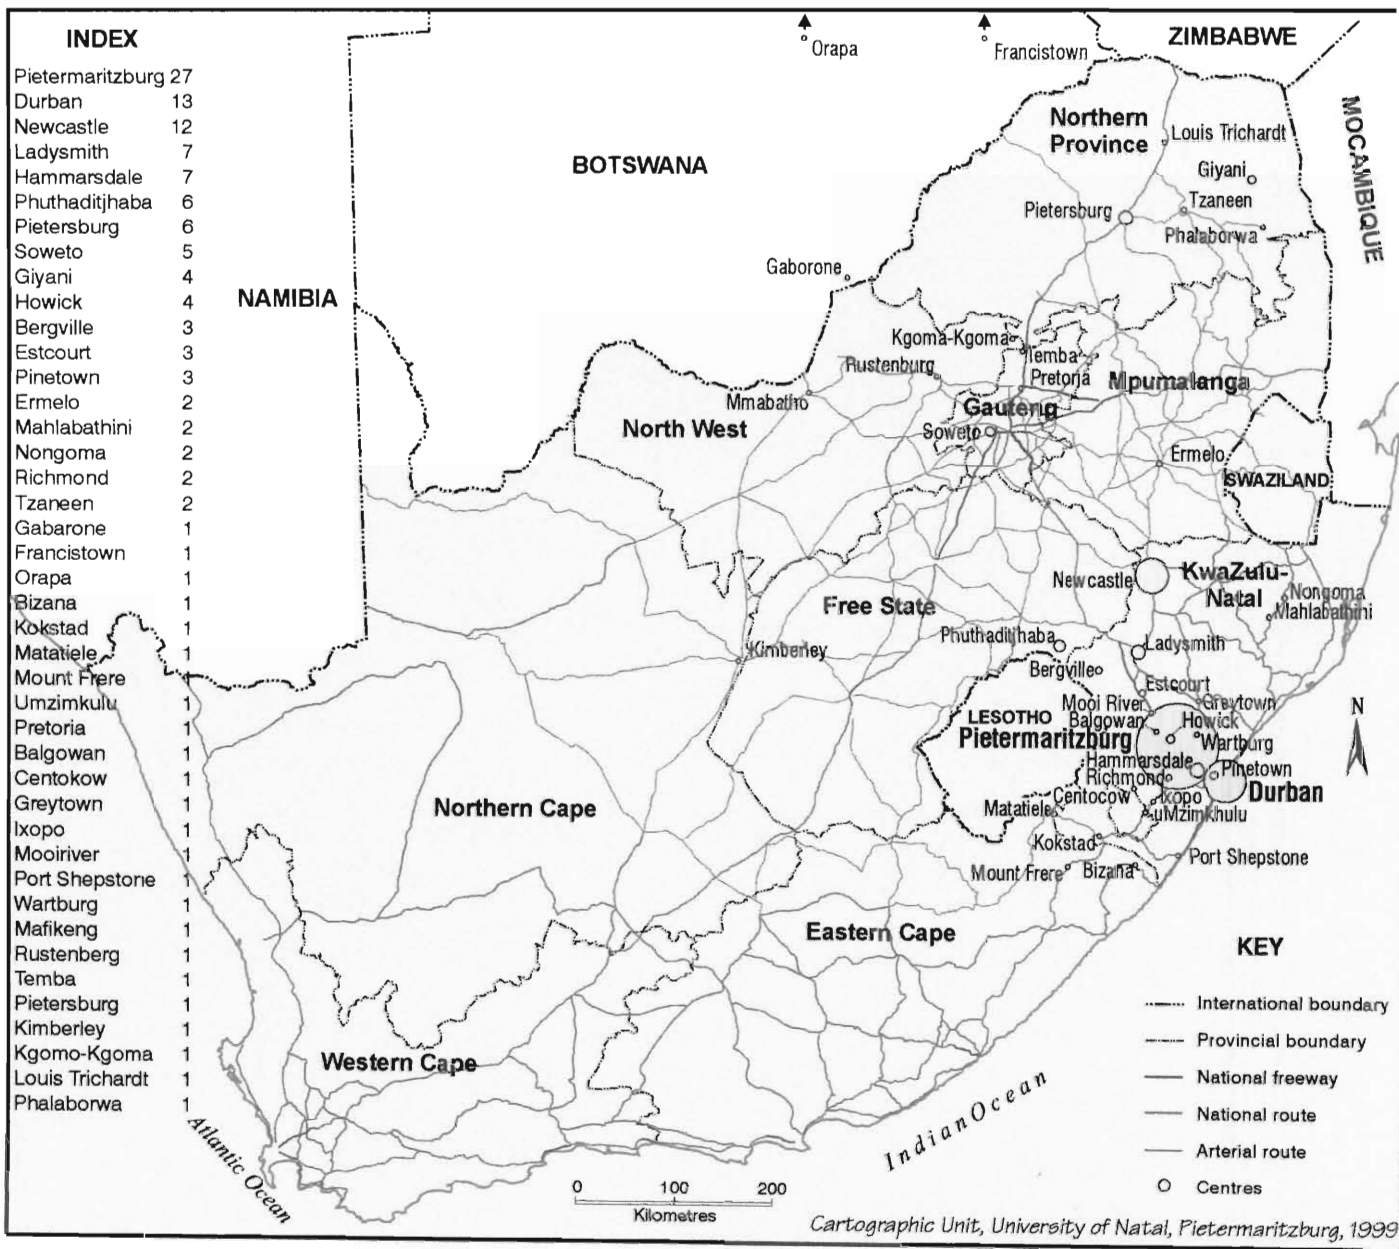 INDEX
Pietermaritzburg 27
Durban 13
Newcastle 12
Ladysmith 7
Hammarsdale 7
Phuthaditjhaba 6
Pietersburg 6
Soweto 5
Giyani 4
Howick 4
Bergville 3
Estcourt 3
Pinetown 3
Ermelo 2
Mahlabathini 2
Nongoma 2
Richmond 2
Tzaneen 2
Gabarone 1
Francistown 1
Orapa 1
Bizana 1
Kokstad 1
Matatiele 1
Mount Frere 1
Umzimkulu 1
Pretoria 1
Balgowan 1
Centokow 1
Greytown 1
Ixopo 1
Mooiriver 1
Port Shepstone 1
Wartburg 1
Mafikeng 1
Rustenberg 1
Temba 1
Pietersburg 1
Kimberley 1
Kgomo-Kgoma 1
Louis Trichardt 1
Phalaborwa 1
Orapa
Francistown
ZIMBABWE
MOCAMBIQUE
BOTSWANA
NAMIBIA
Northern
Province
Louis Trichardt
Giyani
Tzaneen
Pietersburg
Phalaborwa
Gaborone
Kgoma-Kgoma
Temba
Rustenburg
Pretoria
Mpumalanga
Mmabatho
Gauteng
North West
Soweto
Ermelo
SWAZILAND
Newcastle
KwaZulu-
Natal
Nongoma
Mahlabathini
Free State
Phuthaditjhaba
Ladysmith
Kimberley
Bergville
Estcourt
Mooi River
Greytown
LESOTHO
Balgowan
Howick
Pietermaritzburg
Wartburg
Hammarsdale
Pinetown
Richmond
Durban
Centocow
Ixopo
Matatiele
uMzimkhulu
Northern Cape
Kokstad
Port Shepstone
Mount Frere
Bizana
Eastern Cape
Western Cape
Atlantic Ocean
Indian Ocean
N
KEY
International boundary
Provincial boundary
National freeway
National route
Arterial route
Centres
0 100 200
Kilometres
Cartographic Unit, University of Natal, Pietermaritzburg, 1999